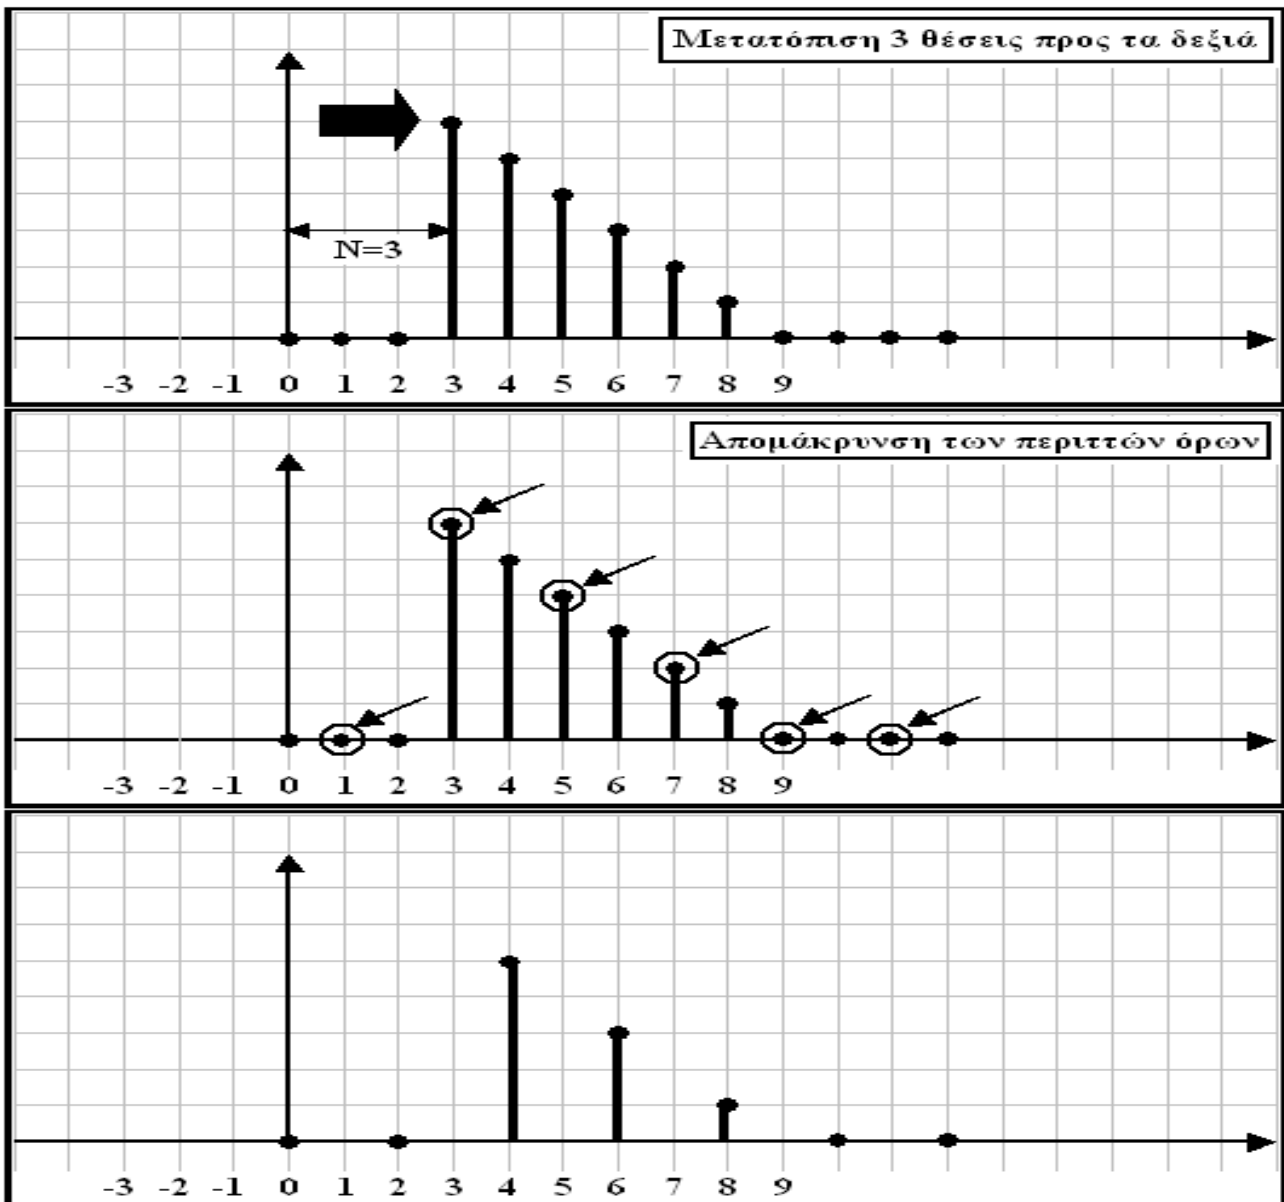 Μετατόπιση 3 θέσεις προς τα δεξιά
N=3
-3 -2 -1 0 1 2 3 4 5 6 7 8 9
Απομάκρυνση των περιττών όρων
-3 -2 -1 0 1 2 3 4 5 6 7 8 9
-3 -2 -1 0 1 2 3 4 5 6 7 8 9